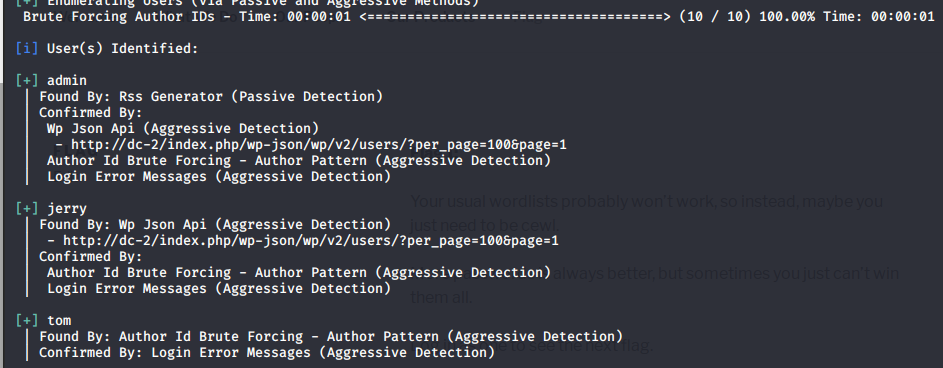 [+] Enumerating Users (via Passive and Aggressive Methods)
Brute Forcing Author IDs - Time: 00:00:01 <=====================================> (10 / 10) 100.00% Time: 00:00:01
[i] User(s) Identified:
[+] admin
| Found By: Rss Generator (Passive Detection)
| Confirmed By:
|  Wp Json Api (Aggressive Detection)
|   - http://dc-2/index.php/wp-json/wp/v2/users/?per_page=100&page=1
|  Author Id Brute Forcing - Author Pattern (Aggressive Detection)
|  Login Error Messages (Aggressive Detection)
Your usual wordlists probably won't work, so instead, maybe you
just need to be cewl.
[+] jerry
| Found By: Wp Json Api (Aggressive Detection)
|  - http://dc-2/index.php/wp-json/wp/v2/users/?per_page=100&page=1
| Confirmed By:
|  Author Id Brute Forcing - Author Pattern (Aggressive Detection)
|  Login Error Messages (Aggressive Detection)
always better, but sometimes you just can't win
them all.
[+] tom
| Found By: Author Id Brute Forcing - Author Pattern (Aggressive Detection)
| Confirmed By: Login Error Messages (Aggressive Detection)
to see the next flag.